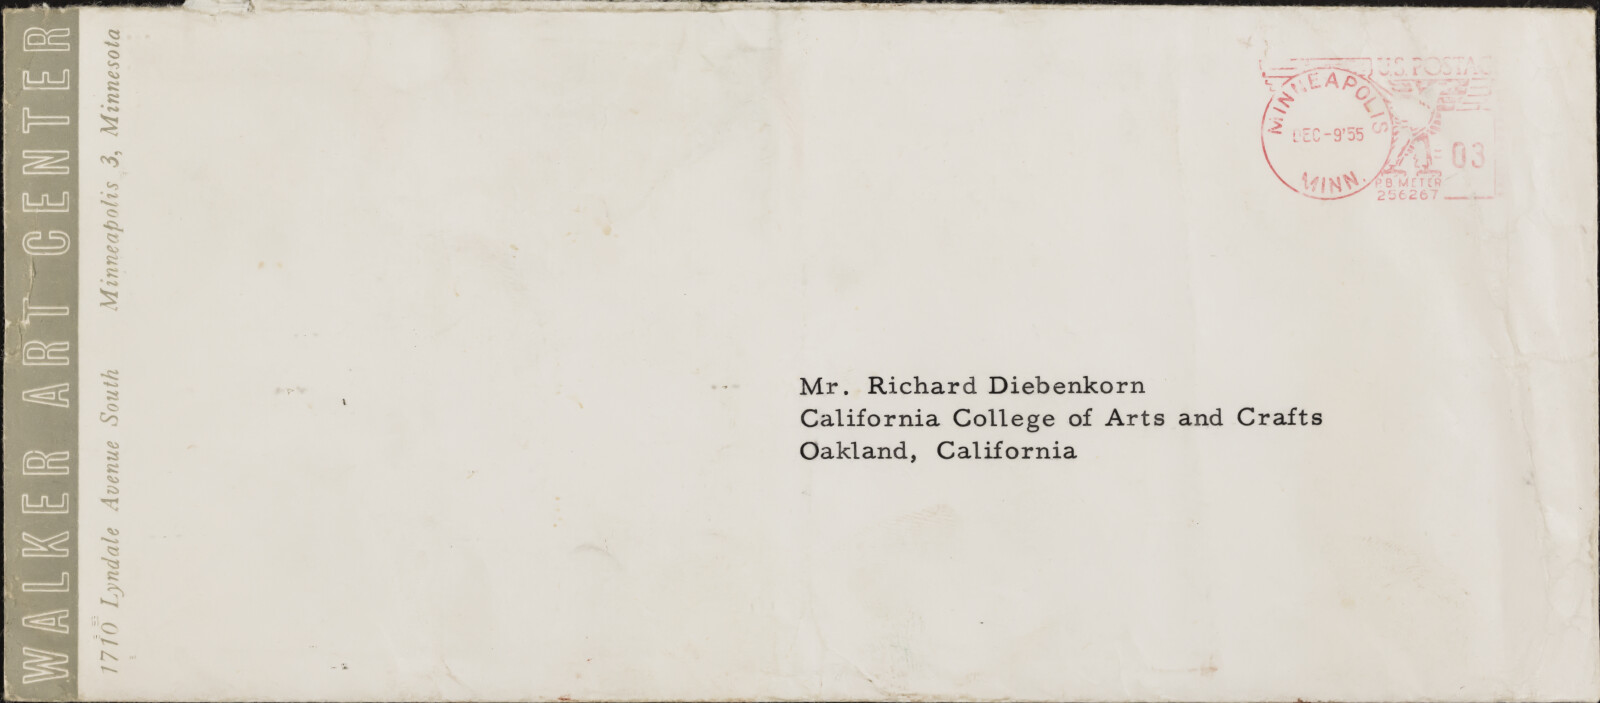 WALKER ART CENTER
1710 Lyndale Avenue South Minneapolis 3, Minnesota
U.S. POSTAG
MINNEAPOLIS
DEC-9'55
MINN.
03
P.B. METER
256267
Mr. Richard Diebenkorn
California College of Arts and Crafts
Oakland, California